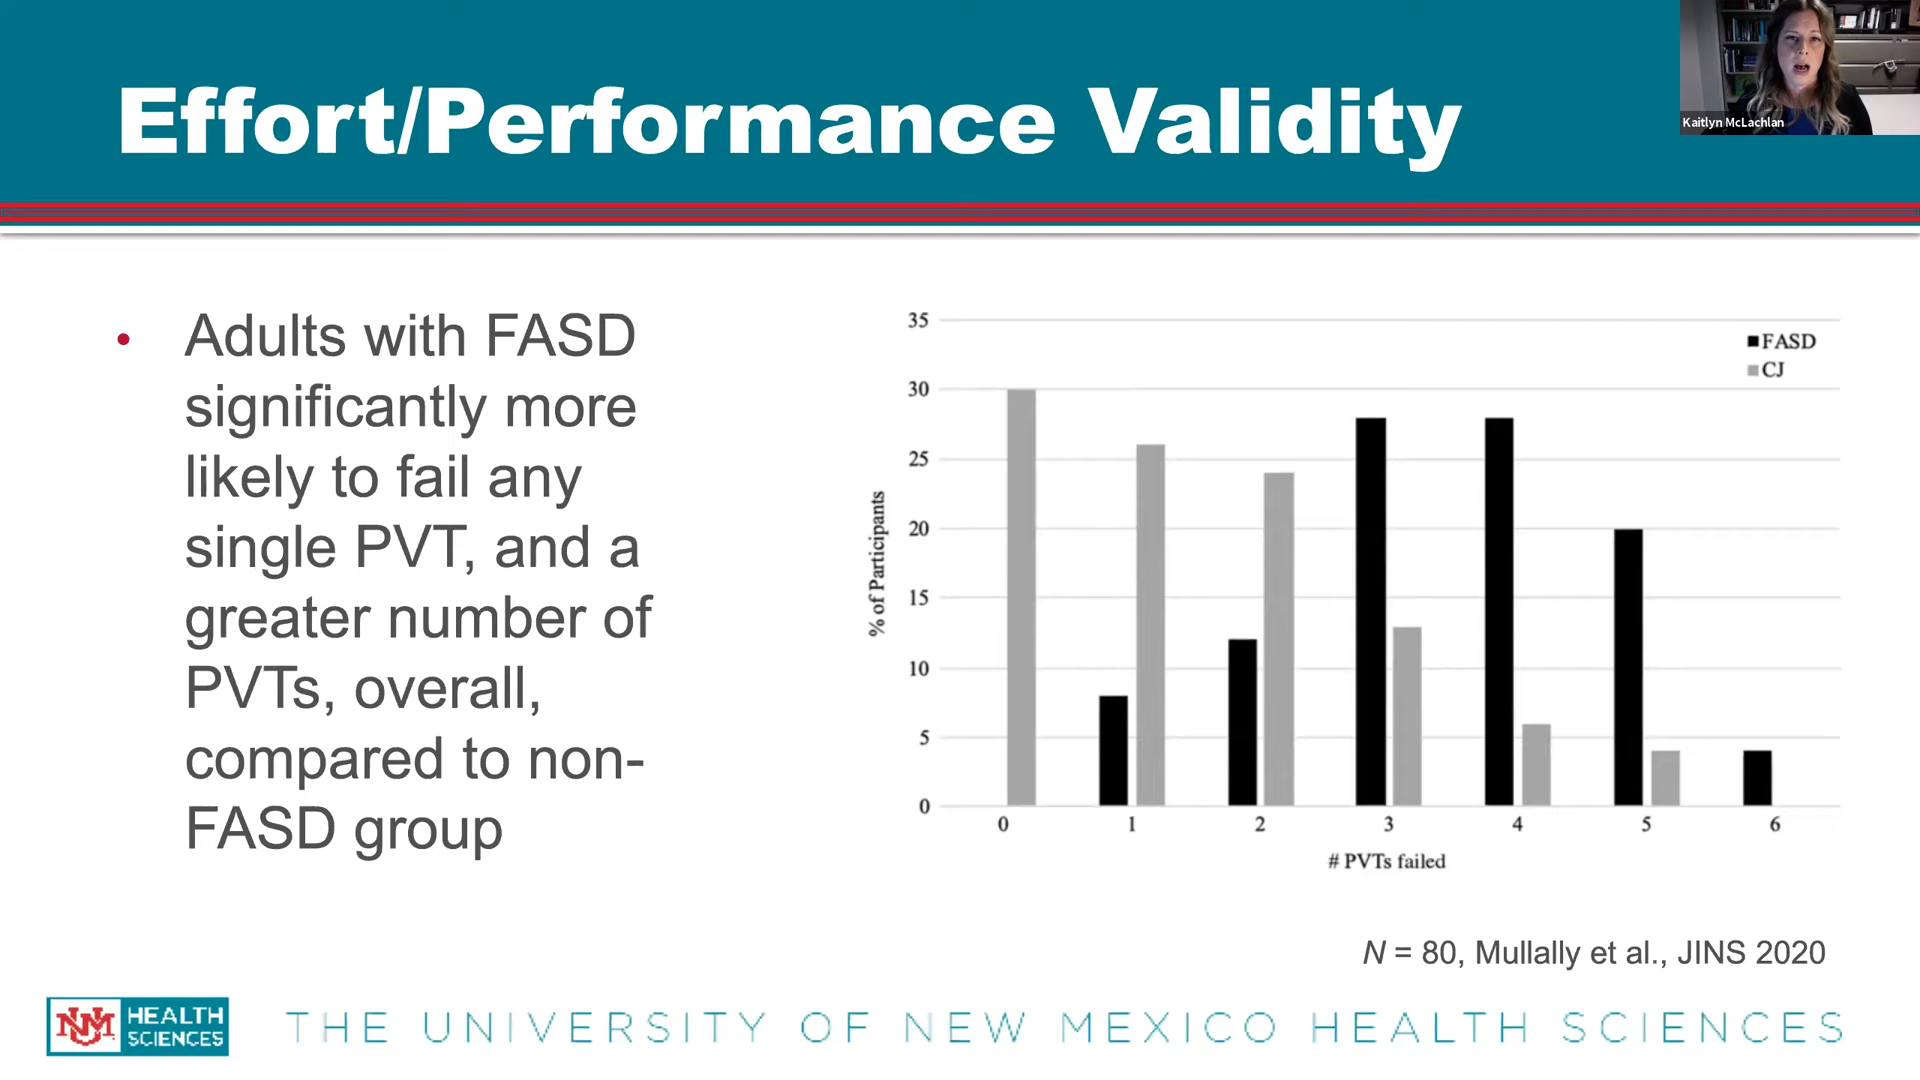 Effort/Performance Validity
Kaitlyn McLachlan
• Adults with FASD
significantly more
likely to fail any
single PVT, and a
greater number of
PVTs, overall,
compared to non-
FASD group
35
30
25
20
15
10
5
0
% of Participants
FASD
CJ
0 1 2 3 4 5 6
# PVTs failed
N = 80, Mullally et al., JINS 2020
UNM HEALTH
SCIENCES
THE UNIVERSITY OF NEW MEXICO HEALTH SCIENCES